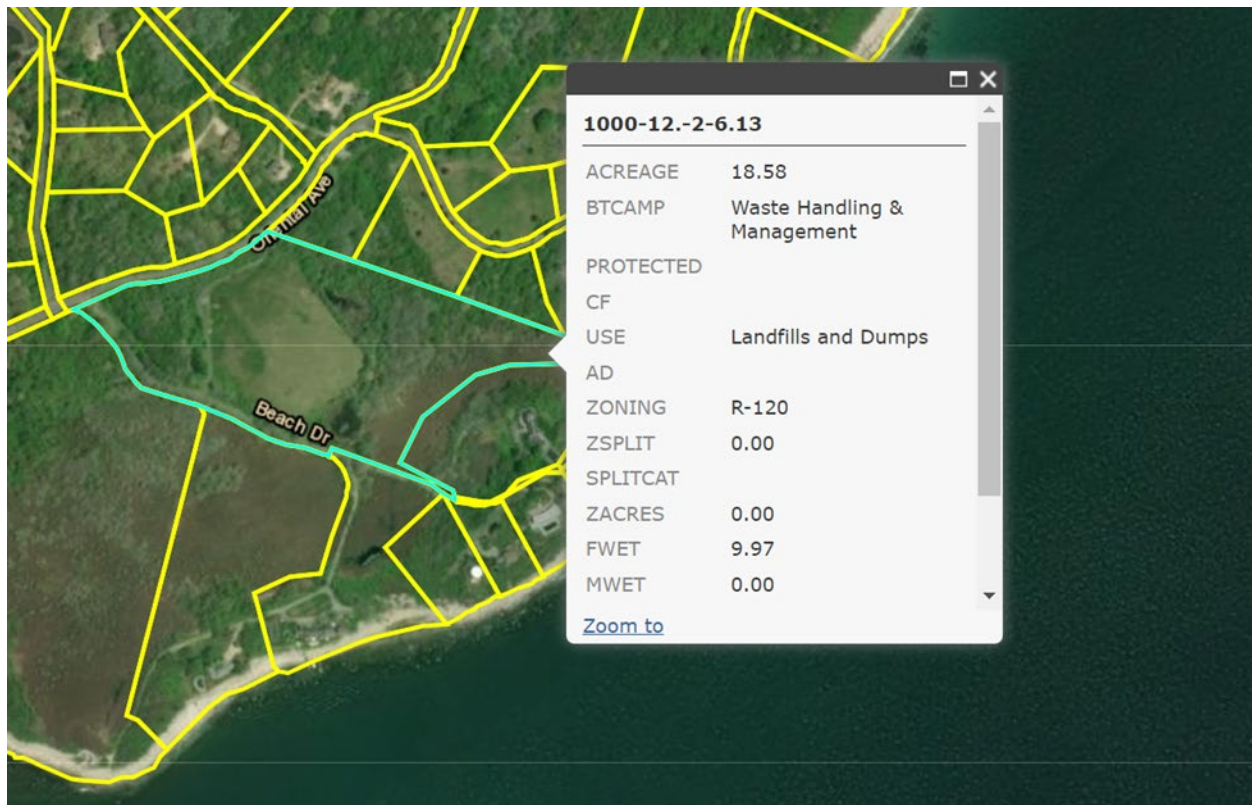 1000-12.-2-6.13
ACREAGE 18.58
BTCAMP Waste Handling &
Management
PROTECTED
CF
USE Landfills and Dumps
AD
ZONING R-120
ZSPLIT 0.00
SPLITCAT
ZACRES 0.00
FWET 9.97
MWET 0.00
Zoom to
Oriental Ave
Beach Dr